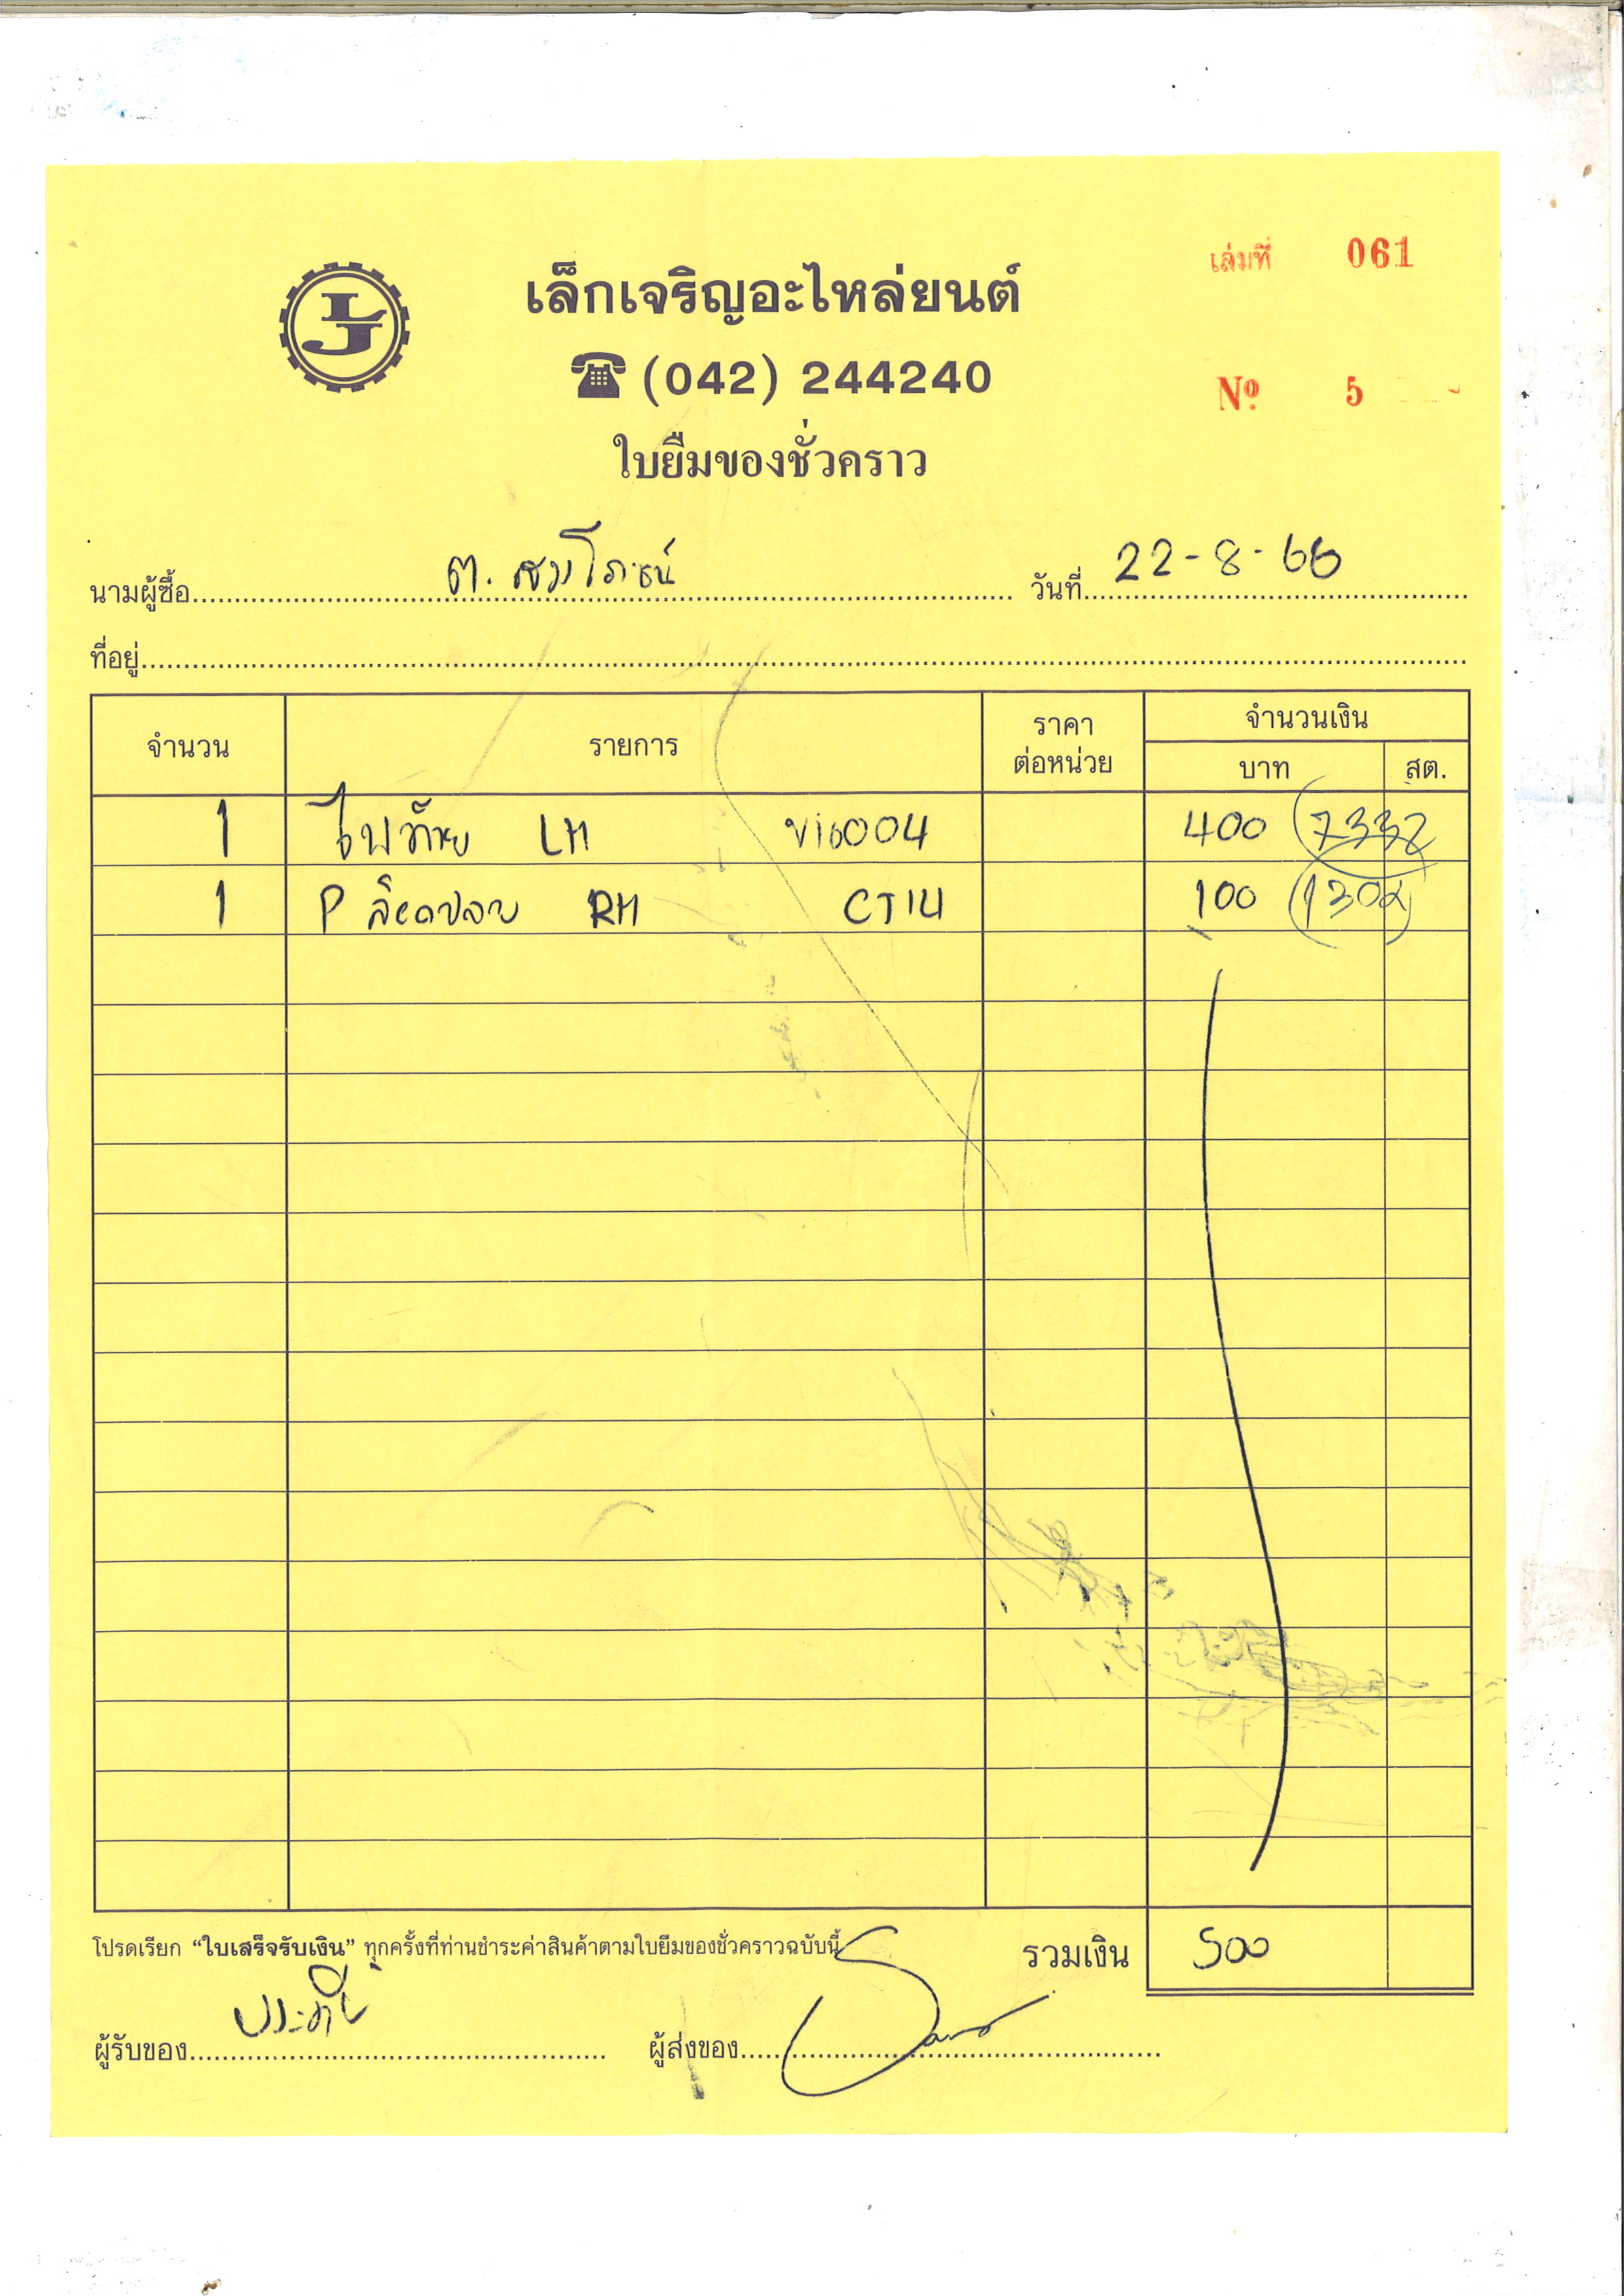 เล่มที่ 061
LJ
เล็กเจริญอะไหล่ยนต์
(042) 244240
Nº 5
ใบยืมของชั่วคราว
นามผู้ซื้อ ต. วันที่ 22-8-66
ที่อยู่
จำนวน รายการ ราคาต่อหน่วย จำนวนเงิน
บาท สต.
1 ไฟท้าย LH VIGO04 400 (7332)
1 P RH CT14 100 (1302)
โปรดเรียก “ใบเสร็จรับเงิน” ทุกครั้งที่ท่านชำระค่าสินค้าตามใบยืมของชั่วคราวฉบับนี้ รวมเงิน 500
ผู้รับของ ผู้ส่งของ